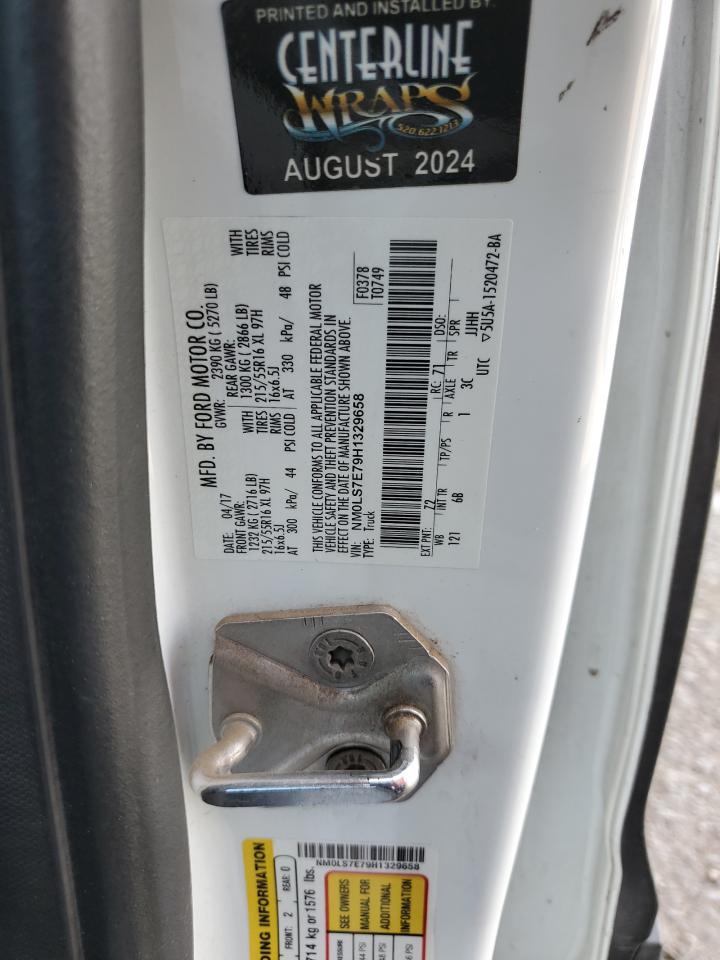 PRINTED AND INSTALLED BY:
CENTERLINE
WRAPS
520.622.1213
AUGUST 2024
MFD. BY FORD MOTOR CO.
DATE: 04/17 GVWR: 2390 KG ( 5270 LB)
FRONT GAWR: REAR GAWR:
1232 KG ( 2716 LB) WITH 1300 KG ( 2866 LB) WITH
215/55R16 XL 97H TIRES 215/55R16 XL 97H TIRES
16x6.5J RIMS 16x6.5J RIMS
AT 300 kPa/ 44 PSI COLD AT 330 kPa/ 48 PSI COLD
THIS VEHICLE CONFORMS TO ALL APPLICABLE FEDERAL MOTOR
VEHICLE SAFETY AND THEFT PREVENTION STANDARDS IN
EFFECT ON THE DATE OF MANUFACTURE SHOWN ABOVE.
VIN: NM0LS7E79H1329658 F0378
TYPE: Truck T0749
EXT PNT: Z2 RC: 71 DSO:
WB INT TR TP/PS R AXLE TR SPR
121 6B 1 3C JJHH
UTC ▽5U5A-1520472-BA
NM0LS7E79H1329658
DING INFORMATION
FRONT: 2 REAR: 0
714 kg or 1576 lbs.
SEE OWNERS
MANUAL FOR
ADDITIONAL
INFORMATION